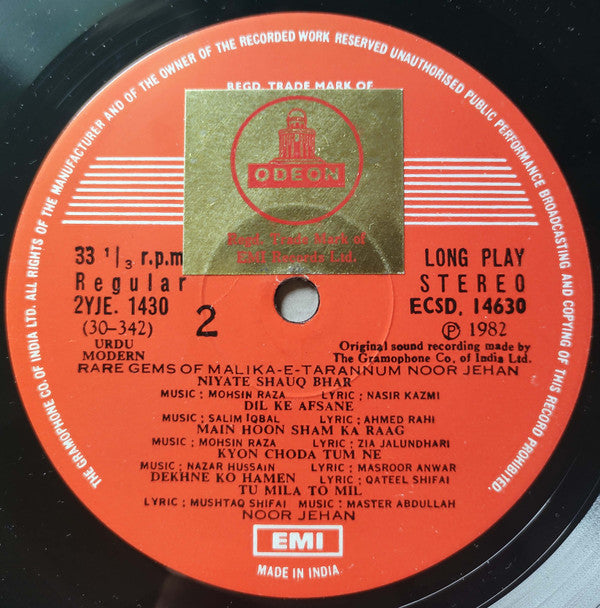 THE GRAMOPHONE CO. OF INDIA LTD. ALL RIGHTS OF THE MANUFACTURER AND OF THE OWNER OF THE RECORDED WORK RESERVED UNAUTHORISED PUBLIC PERFORMANCE BROADCASTING AND COPYING OF THIS RECORD PROHIBITED.
REGD. TRADE MARK OF
ODEON
Regd. Trade Mark of
EMI Records Ltd.
33 1/3 r.p.m
Regular
2YJE. 1430
(30-342)
URDU
MODERN
2
LONG PLAY
STEREO
ECSD. 14630
Ⓟ 1982
Original sound recording made by
The Gramophone Co, of India Ltd.
RARE GEMS OF MALIKA-E-TARANNUM NOOR JEHAN
NIYATE SHAUQ BHAR
MUSIC ; MOHSIN RAZA LYRIC ; NASIR KAZMI
DIL KE AFSANE
MUSIC ; SALIM IQBAL LYRIC ; AHMED RAHI
MAIN HOON SHAM KA RAAG
MUSIC ; MOHSIN RAZA LYRIC ; ZIA JALUNDHARI
KYON CHODA TUM NE
MUSIC ; NAZAR HUSSAIN LYRIC ; MASROOR ANWAR
DEKHNE KO HAMEN LYRIC ; QATEEL SHIFAI
TU MILA TO MIL
LYRIC ; MUSHTAQ SHIFAI MUSIC ; MASTER ABDULLAH
NOOR JEHAN
EMI
MADE IN INDIA